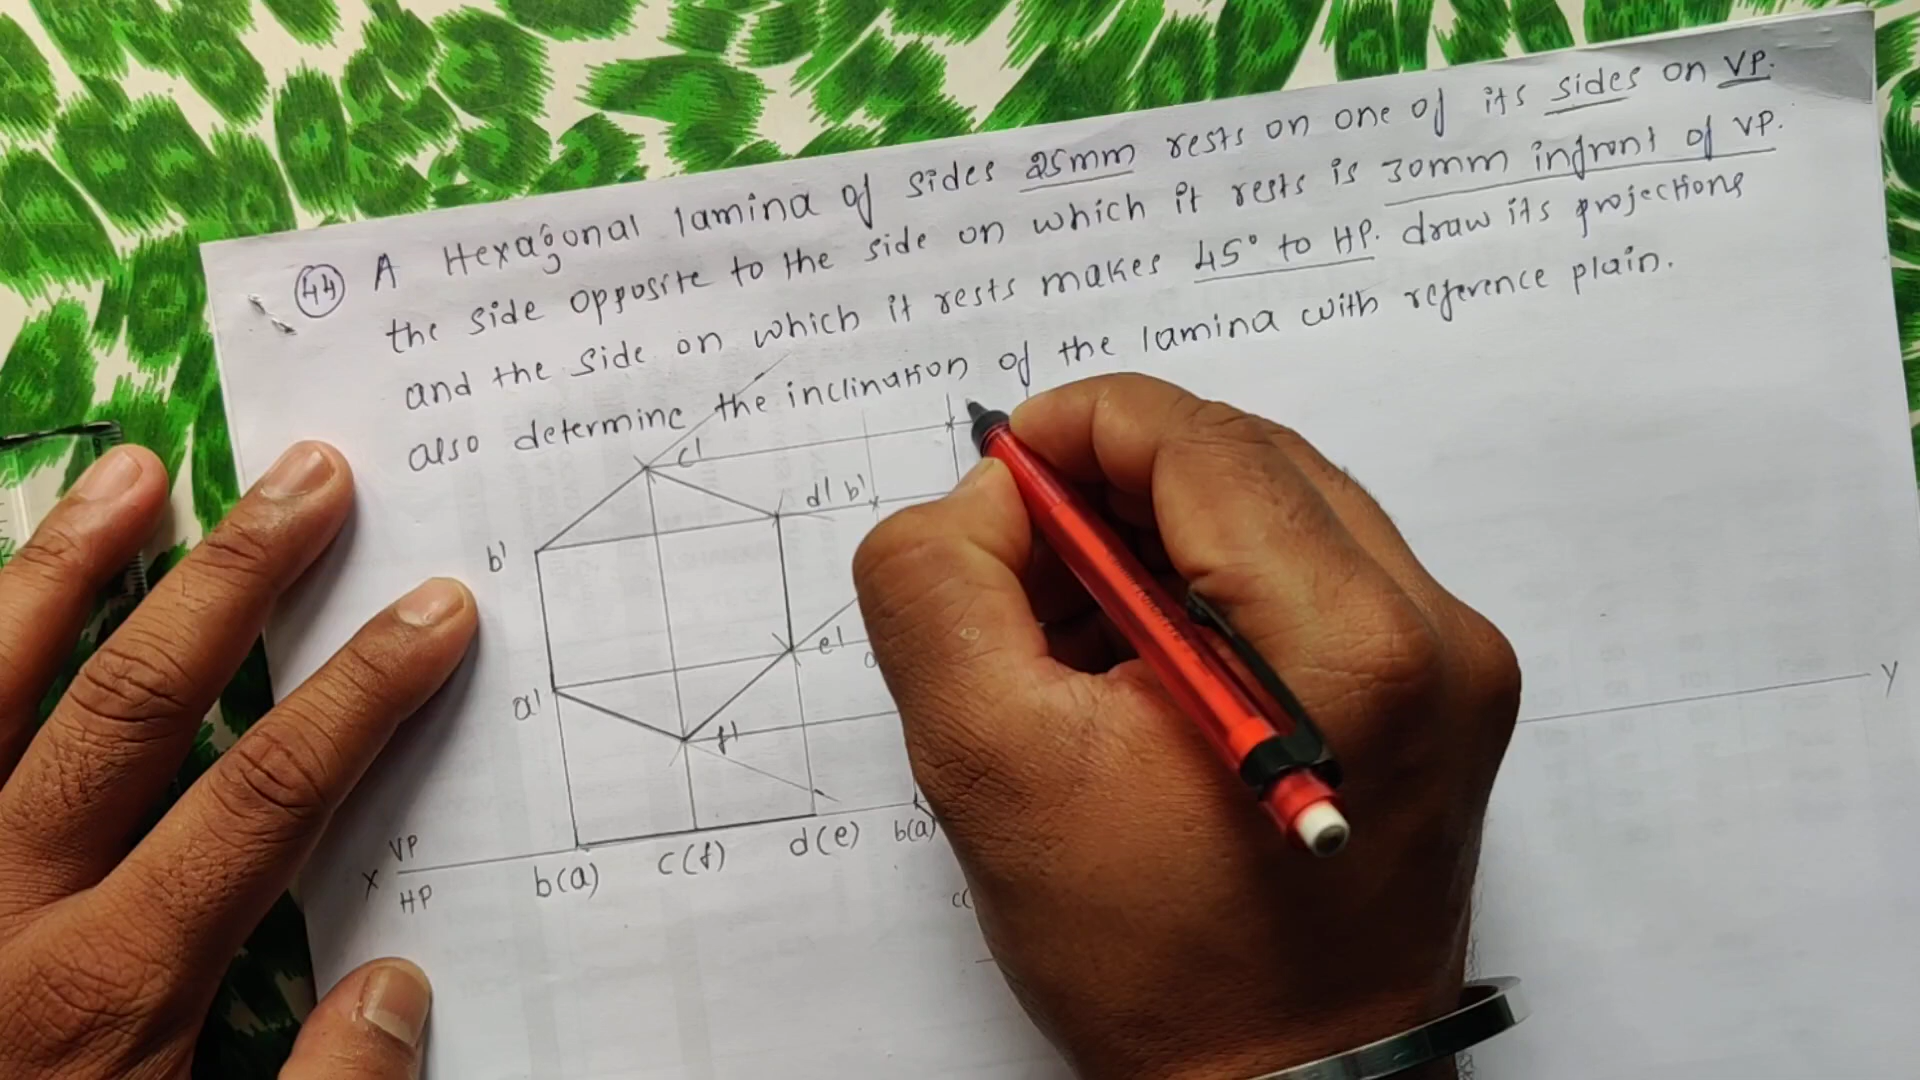 44 A Hexagonal lamina of sides 25mm rests on one of its sides on VP.
the side opposite to the side on which it rests is 30mm infront of VP.
and the side on which it rests makes 45° to HP. draw its projections
also determine the inclination of the lamina with reference plain.
c'
d' b'
b'
e'
a'
f'
Y
VP
X
HP
b(a) c(f) d(e) b(a)